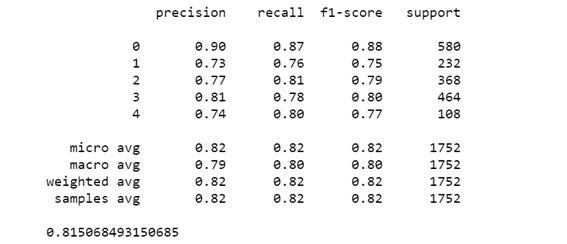 precision recall f1-score support
0 0.90 0.87 0.88 580
1 0.73 0.76 0.75 232
2 0.77 0.81 0.79 368
3 0.81 0.78 0.80 464
4 0.74 0.80 0.77 108
micro avg 0.82 0.82 0.82 1752
macro avg 0.79 0.80 0.80 1752
weighted avg 0.82 0.82 0.82 1752
samples avg 0.82 0.82 0.82 1752
0.815068493150685